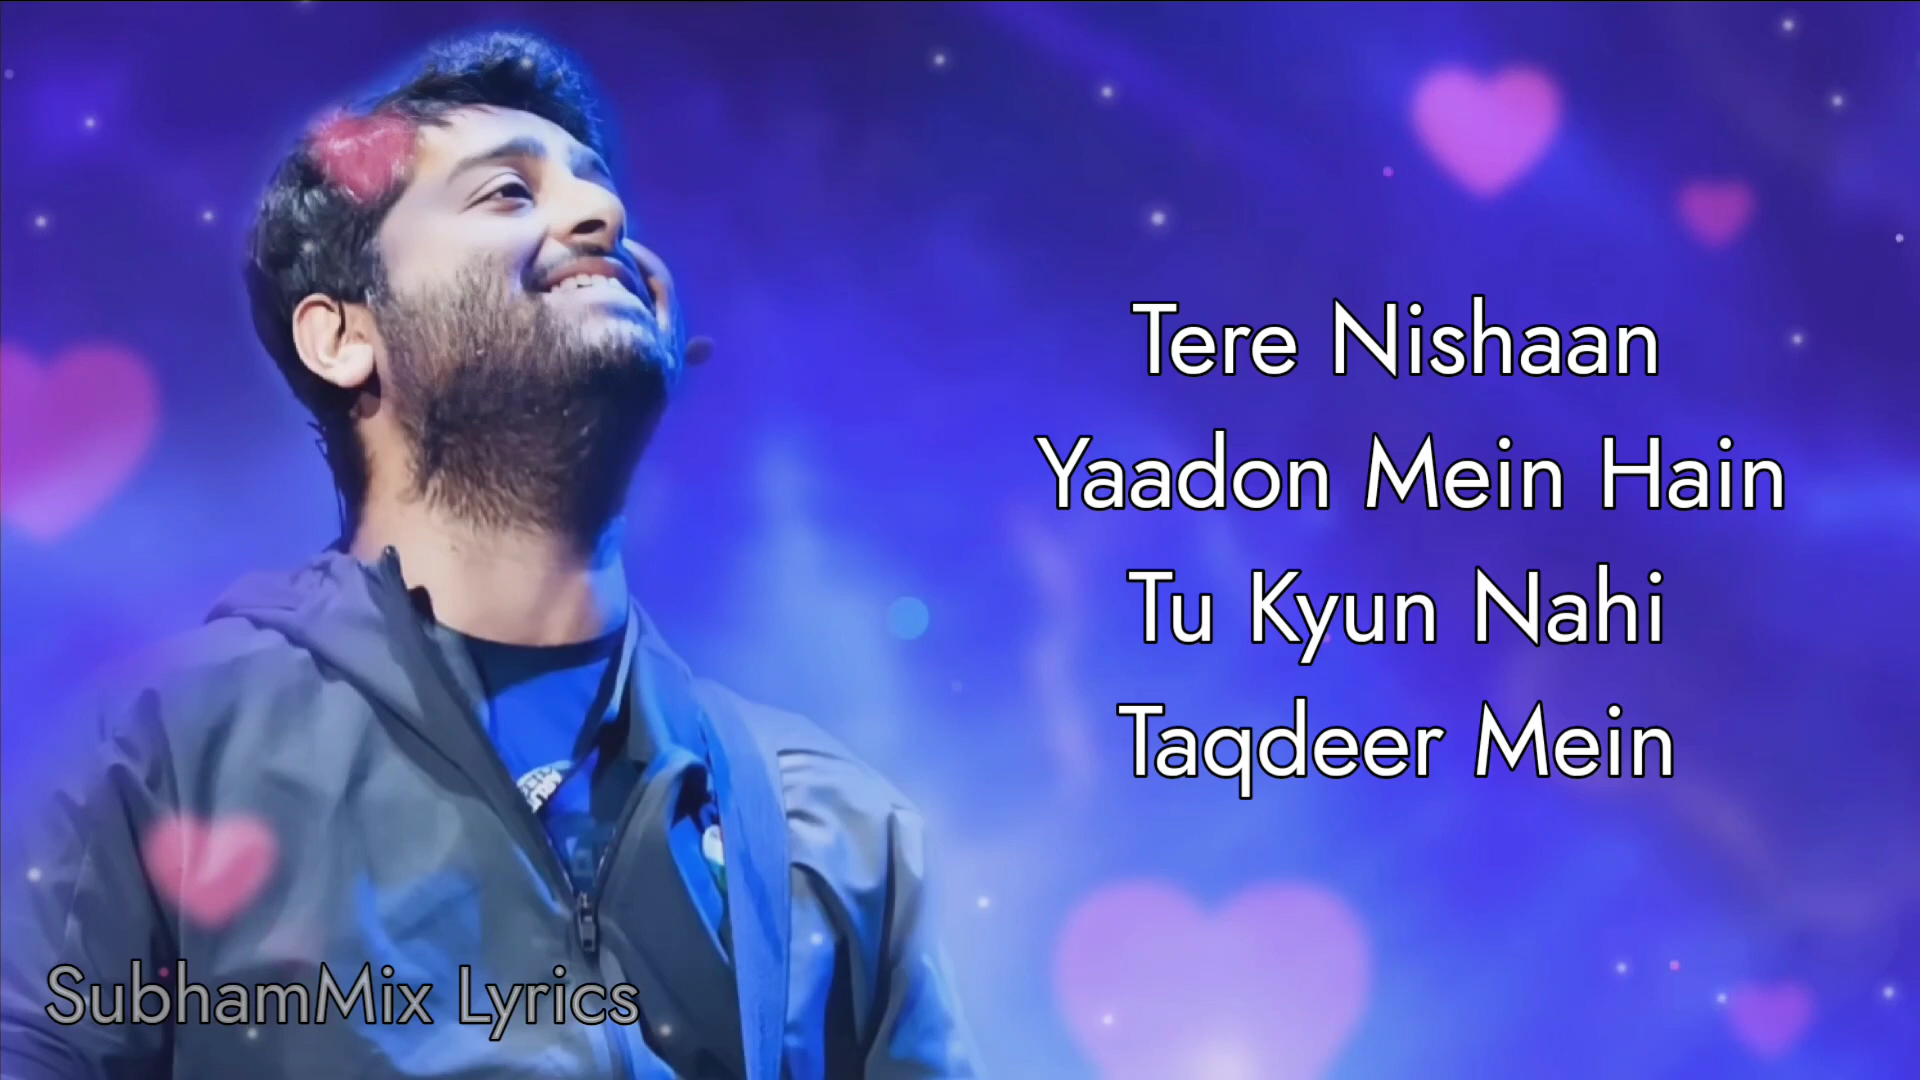 Tere Nishaan
Yaadon Mein Hain
Tu Kyun Nahi
Taqdeer Mein
SubhamMix Lyrics